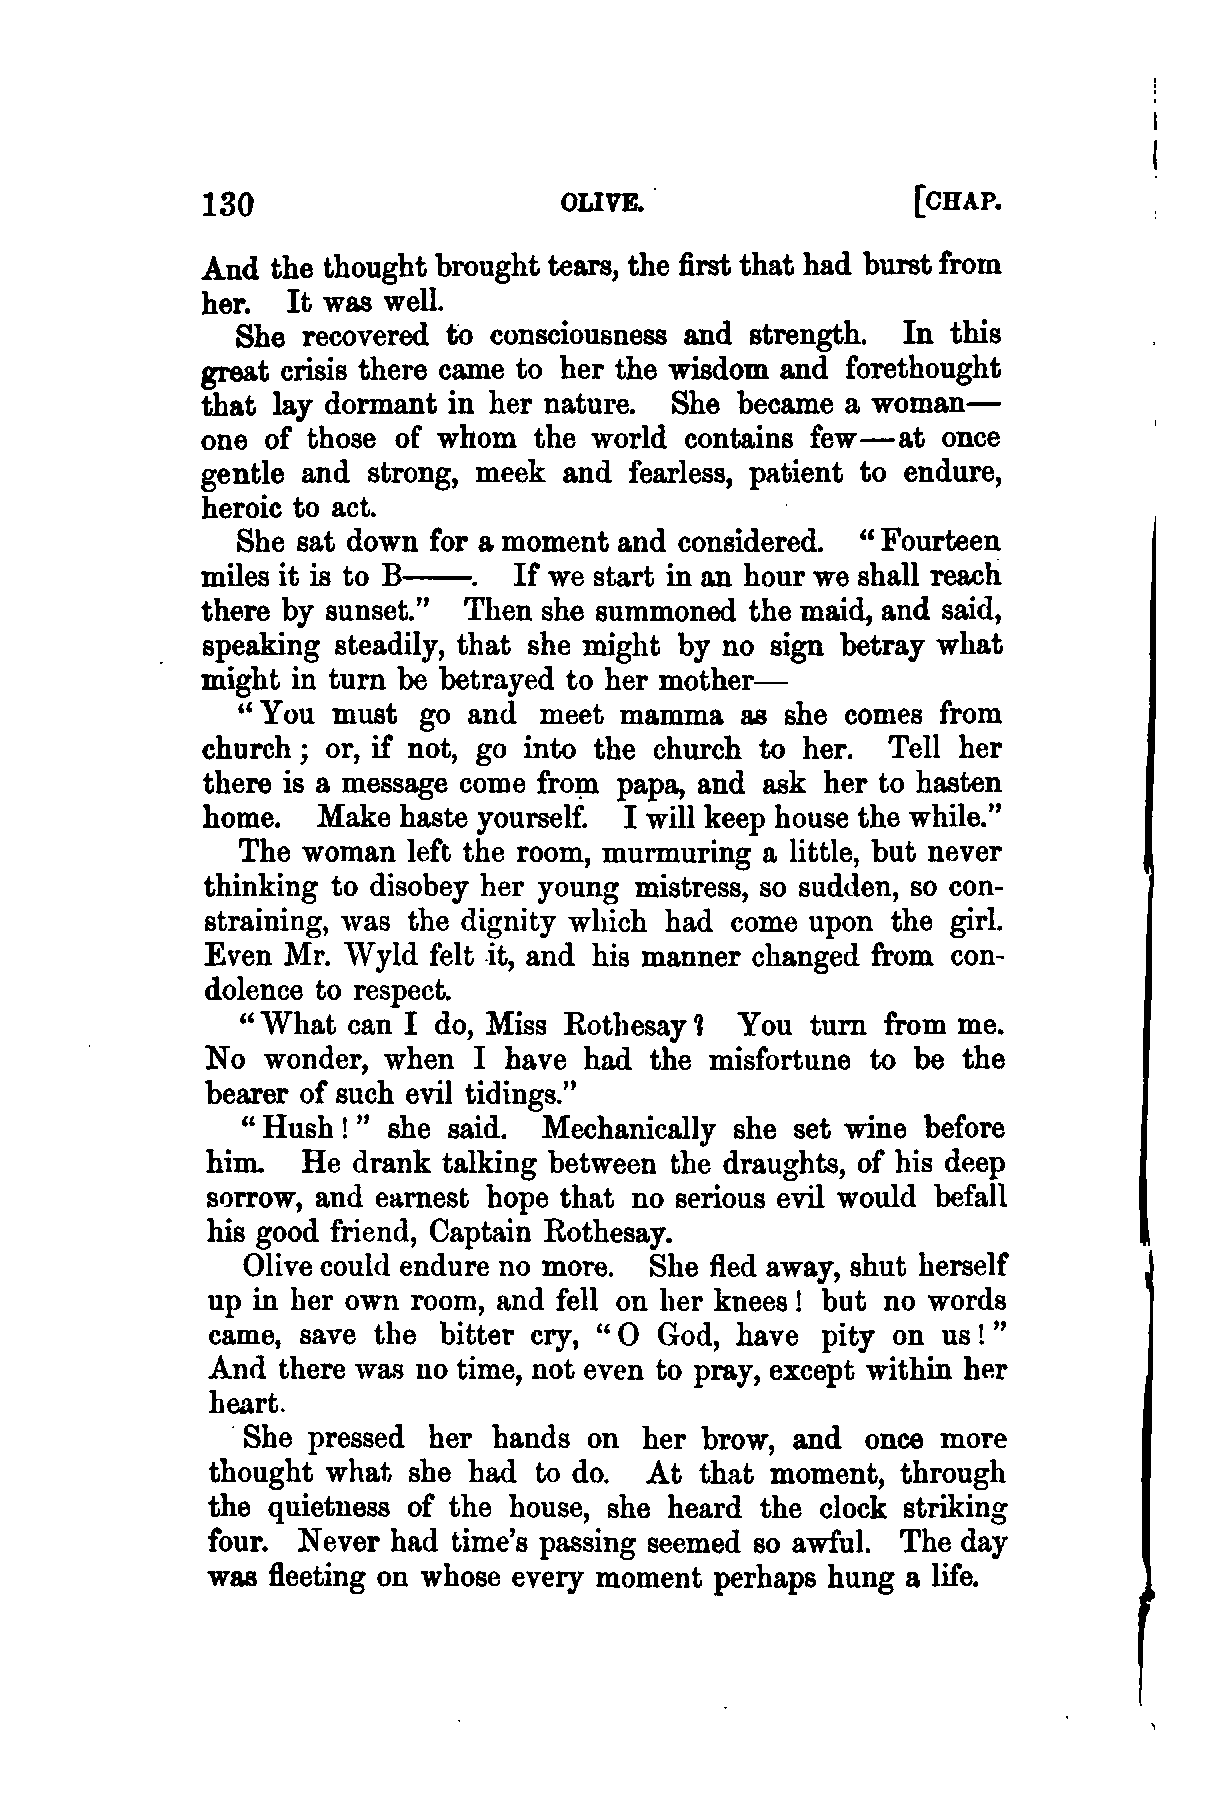 130 OLIVE. [CHAP.
And the thought brought tears, the first that had burst from
her. It was well.
She recovered to consciousness and strength. In this
great crisis there came to her the wisdom and forethought
that lay dormant in her nature. She became a woman—
one of those of whom the world contains few—at once
gentle and strong, meek and fearless, patient to endure,
heroic to act.
She sat down for a moment and considered. “Fourteen
miles it is to B——. If we start in an hour we shall reach
there by sunset.” Then she summoned the maid, and said,
speaking steadily, that she might by no sign betray what
might in turn be betrayed to her mother—
“You must go and meet mamma as she comes from
church; or, if not, go into the church to her. Tell her
there is a message come from papa, and ask her to hasten
home. Make haste yourself. I will keep house the while.”
The woman left the room, murmuring a little, but never
thinking to disobey her young mistress, so sudden, so con-
straining, was the dignity which had come upon the girl.
Even Mr. Wyld felt it, and his manner changed from con-
dolence to respect.
“What can I do, Miss Rothesay? You turn from me.
No wonder, when I have had the misfortune to be the
bearer of such evil tidings.”
“Hush!” she said. Mechanically she set wine before
him. He drank talking between the draughts, of his deep
sorrow, and earnest hope that no serious evil would befall
his good friend, Captain Rothesay.
Olive could endure no more. She fled away, shut herself
up in her own room, and fell on her knees! but no words
came, save the bitter cry, “O God, have pity on us!”
And there was no time, not even to pray, except within her
heart.
She pressed her hands on her brow, and once more
thought what she had to do. At that moment, through
the quietness of the house, she heard the clock striking
four. Never had time’s passing seemed so awful. The day
was fleeting on whose every moment perhaps hung a life.